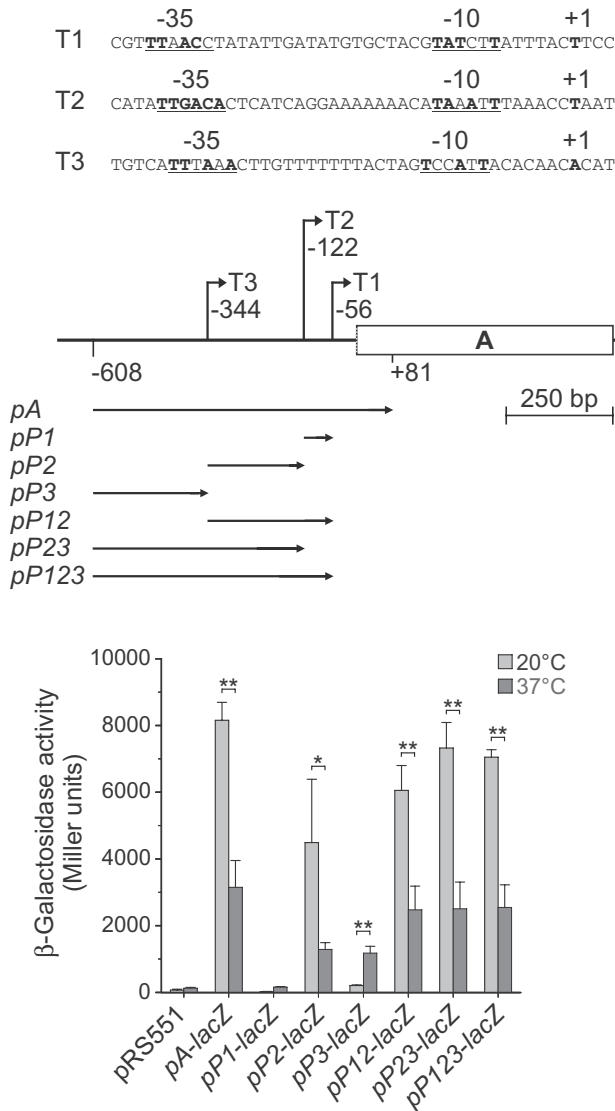 -35 -10 +1
T1 CGTTTAACCTATATTGATATGTGCTACGTATCTTATTTACTTCC
-35 -10 +1
T2 CATATTGACACTCATCAGGAAAAAAACATAAATTTAAACCTAAT
-35 -10 +1
T3 TGTCATTTAAACTTGTTTTTTTACTAGTCCATTACACAACACAT
T2
-122
T3
-344
T1
-56
A
-608
+81
250 bp
pA
pP1
pP2
pP3
pP12
pP23
pP123
β-Galactosidase activity
(Miller units)
10000
8000
6000
4000
2000
0
20°C
37°C
**
*
**
**
**
**
pRS551
pA-lacZ
pP1-lacZ
pP2-lacZ
pP3-lacZ
pP12-lacZ
pP23-lacZ
pP123-lacZ